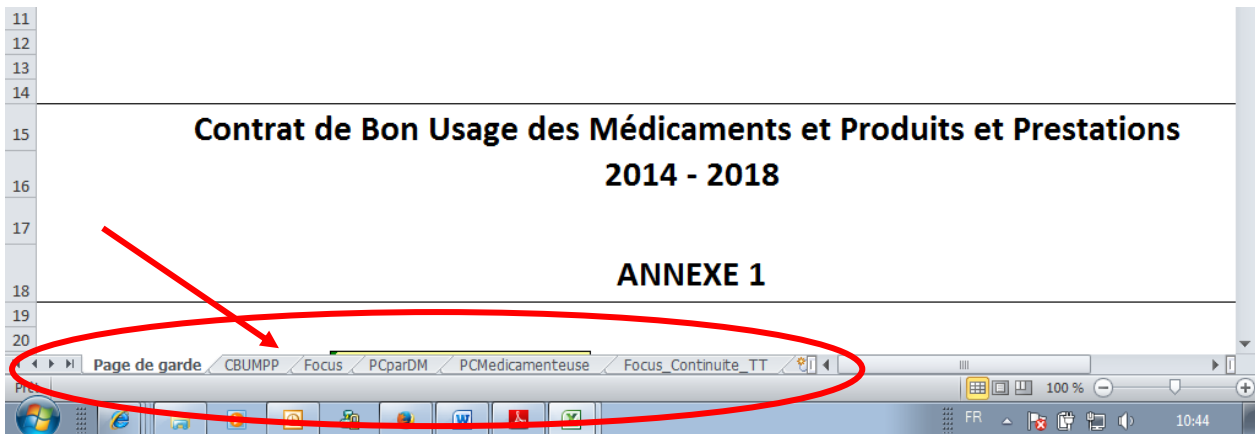 11
12
13
14
15 Contrat de Bon Usage des Médicaments et Produits et Prestations
16 2014 - 2018
17
18 ANNEXE 1
19
20
Page de garde CBUMPP Focus PCparDM PCMedicamenteuse Focus_Continuite_TT
100 %
FR 10:44